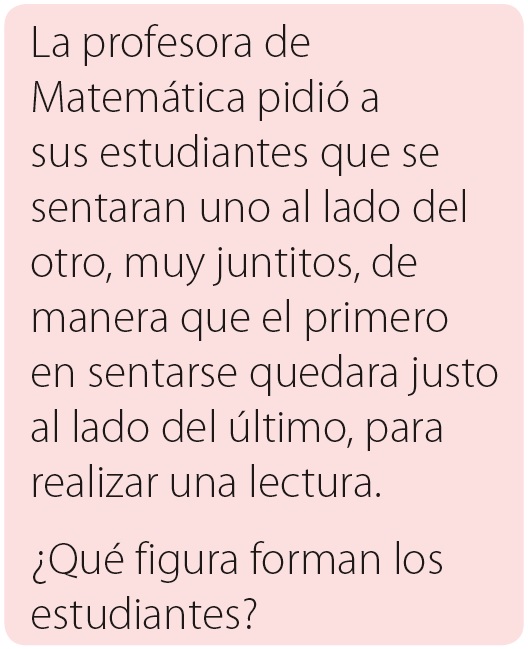 La profesora de
Matemática pidió a
sus estudiantes que se
sentaran uno al lado del
otro, muy juntitos, de
manera que el primero
en sentarse quedara justo
al lado del último, para
realizar una lectura.
¿Qué figura forman los
estudiantes?